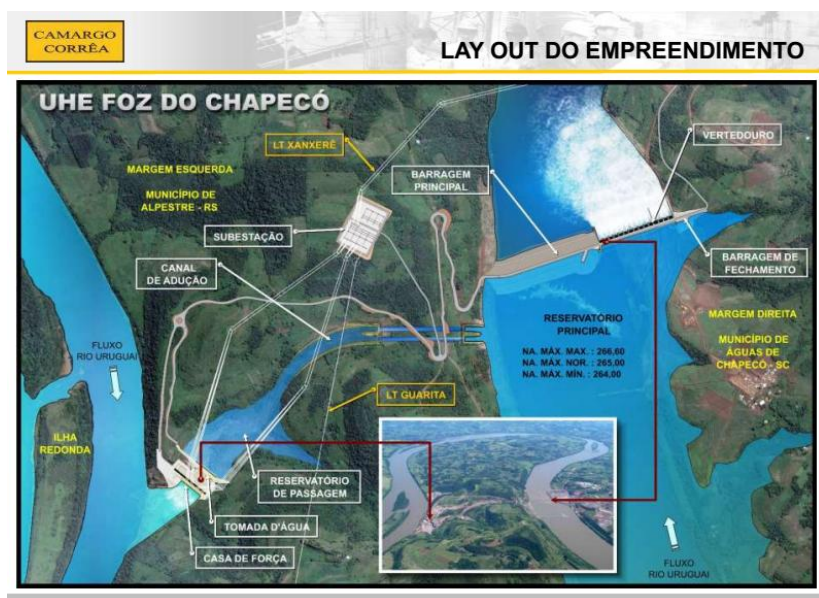 CAMARGO
CORRÊA
LAY OUT DO EMPREENDIMENTO
UHE FOZ DO CHAPECÓ
LT XANXERÊ
VERTEDOURO
MARGEM ESQUERDA
MUNICÍPIO DE
ALPESTRE - RS
BARRAGEM
PRINCIPAL
SUBESTAÇÃO
CANAL
DE ADUÇÃO
BARRAGEM DE
FECHAMENTO
RESERVATÓRIO
PRINCIPAL
NA. MÁX. MAX. : 266,60
NA. MÁX. NOR. : 265,00
NA. MÁX. MÍN. : 264,00
MARGEM DIREITA
MUNICÍPIO DE
ÁGUAS DE
CHAPECÓ - SC
FLUXO
RIO URUGUAI
LT GUARITA
ILHA
REDONDA
RESERVATÓRIO
DE PASSAGEM
TOMADA D'ÁGUA
CASA DE FORÇA
FLUXO
RIO URUGUAI